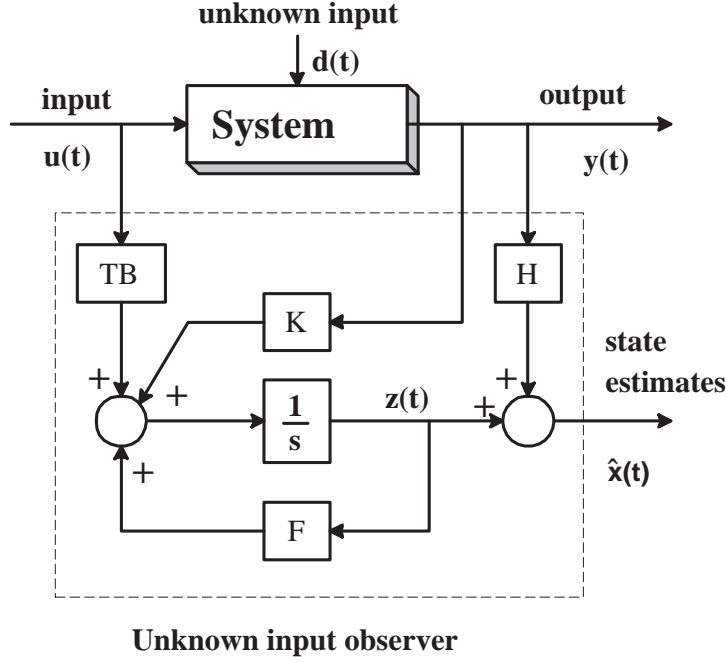 unknown input
d(t)
input
System
output
u(t)
y(t)
TB
H
K
+
+
+
+
state
estimates
1
s
z(t)
+
x̂(t)
+
F
Unknown input observer